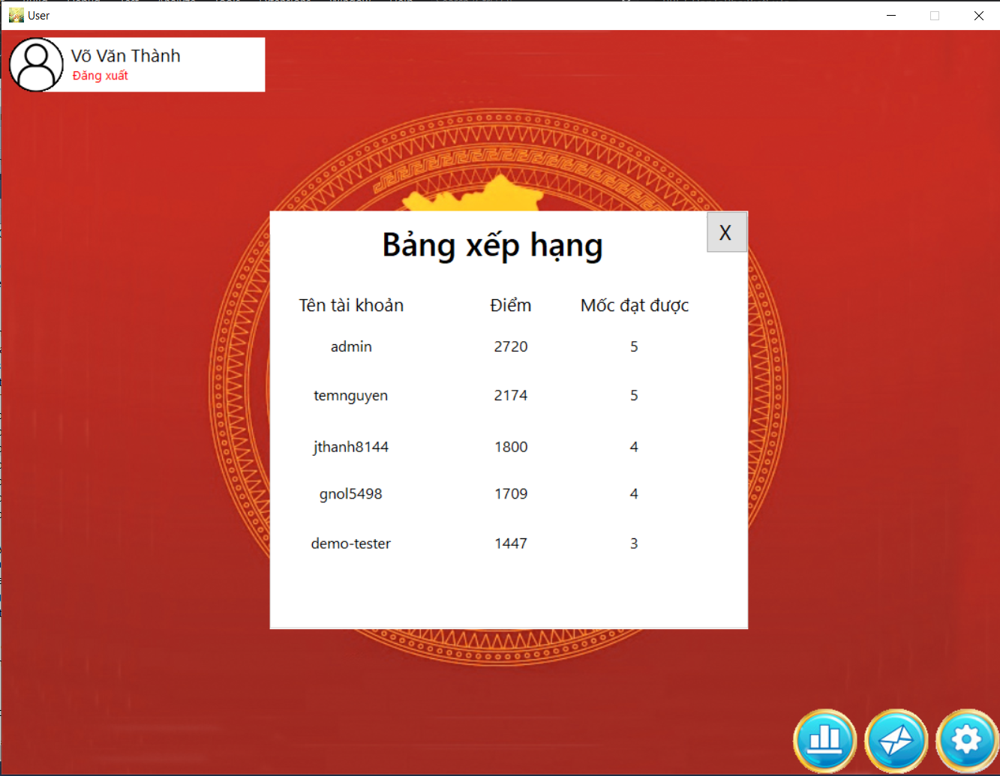 User
Võ Văn Thành
Đăng xuất
Bảng xếp hạng
X
Tên tài khoản Điểm Mốc đạt được
admin 2720 5
temnguyen 2174 5
jthanh8144 1800 4
gnol5498 1709 4
demo-tester 1447 3